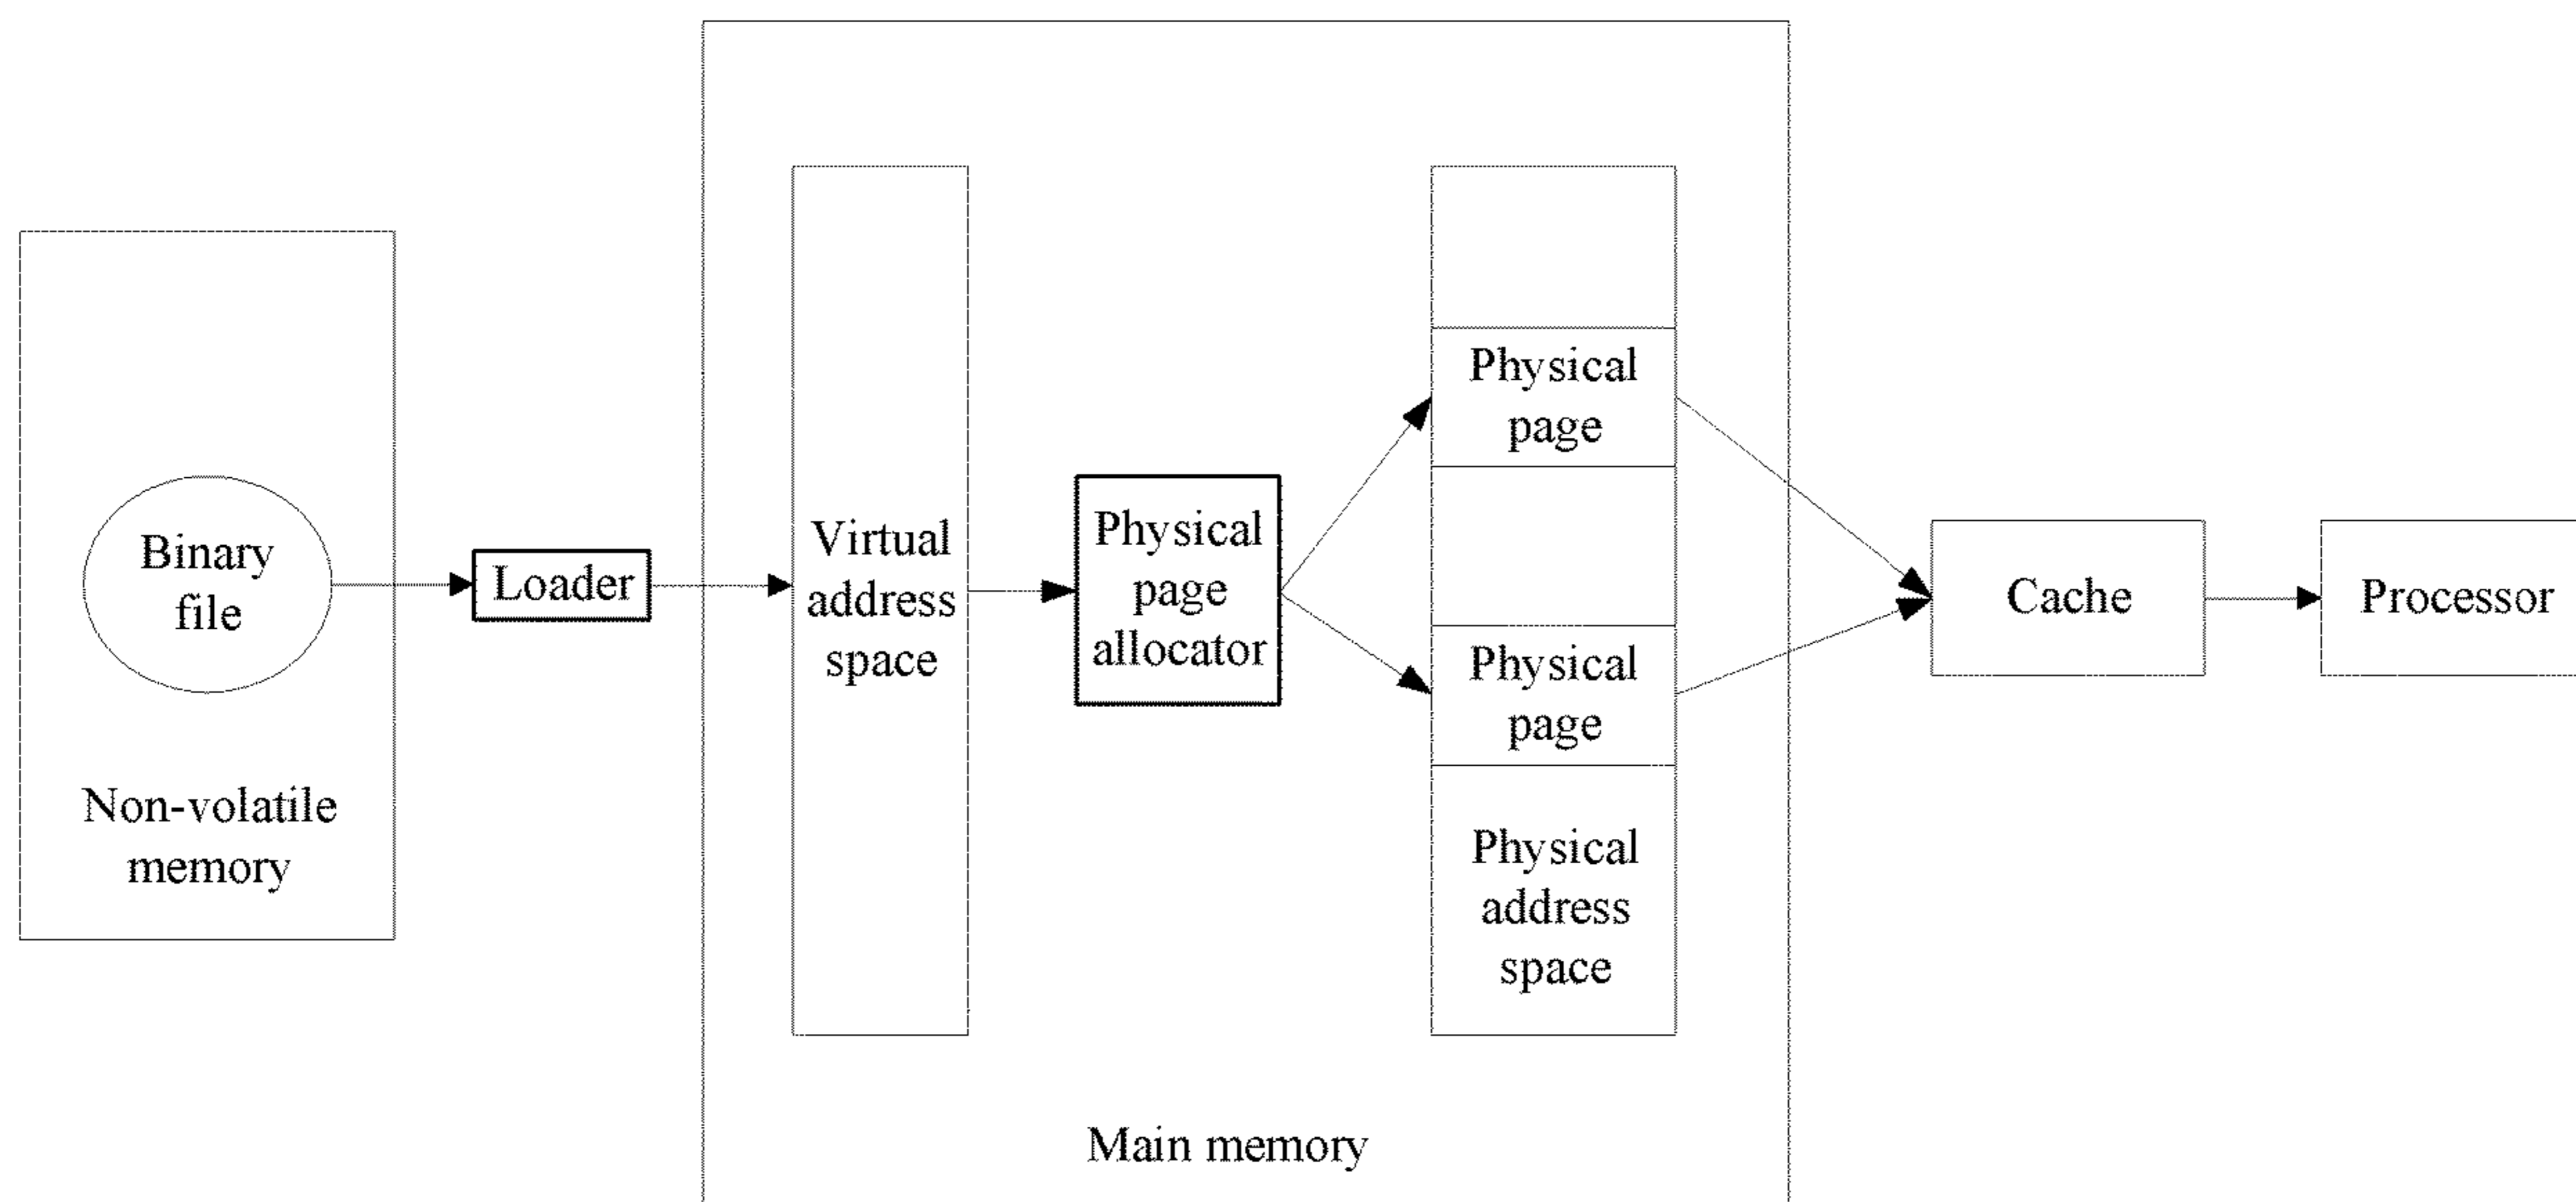 Binary
file
Non-volatile
memory
Loader
Virtual
address
space
Physical
page
allocator
Physical
page
Physical
page
Physical
address
space
Main memory
Cache
Processor